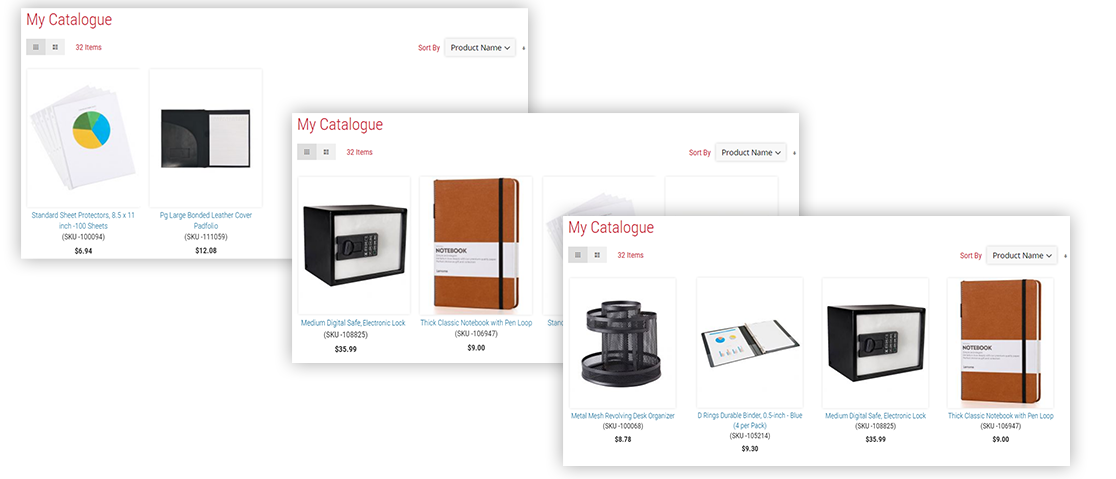 My Catalogue
32 Items
Sort By Product Name
Standard Sheet Protectors, 8.5 x 11
inch -100 Sheets
(SKU -100094)
$6.94
Pg Large Bonded Leather Cover
Padfolio
(SKU -111059)
$12.08
My Catalogue
32 Items
Sort By Product Name
NOTEBOOK
Medium Digital Safe, Electronic Lock
(SKU -108825)
$35.99
Thick Classic Notebook with Pen Loop
(SKU -106947)
$9.00
My Catalogue
32 Items
Sort By Product Name
Metal Mesh Revolving Desk Organizer
(SKU -100068)
$8.78
D Rings Durable Binder, 0.5-inch - Blue
(4 per Pack)
(SKU -105214)
$9.30
Medium Digital Safe, Electronic Lock
(SKU -108825)
$35.99
NOTEBOOK
Thick Classic Notebook with Pen Loop
(SKU -106947)
$9.00